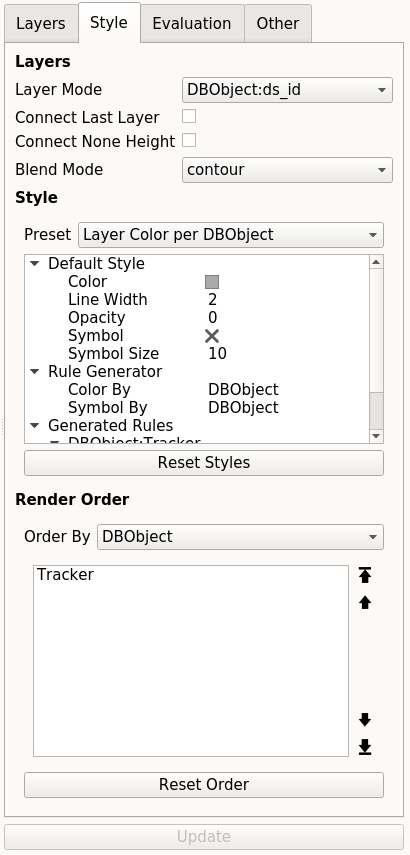 Layers Style Evaluation Other
Layers
Layer Mode DBObject:ds_id
Connect Last Layer
Connect None Height
Blend Mode contour
Style
Preset Layer Color per DBObject
Default Style
Color
Line Width 2
Opacity 0
Symbol
Symbol Size 10
Rule Generator
Color By DBObject
Symbol By DBObject
Generated Rules
DBObject:Tracker
Reset Styles
Render Order
Order By DBObject
Tracker
Reset Order
Update